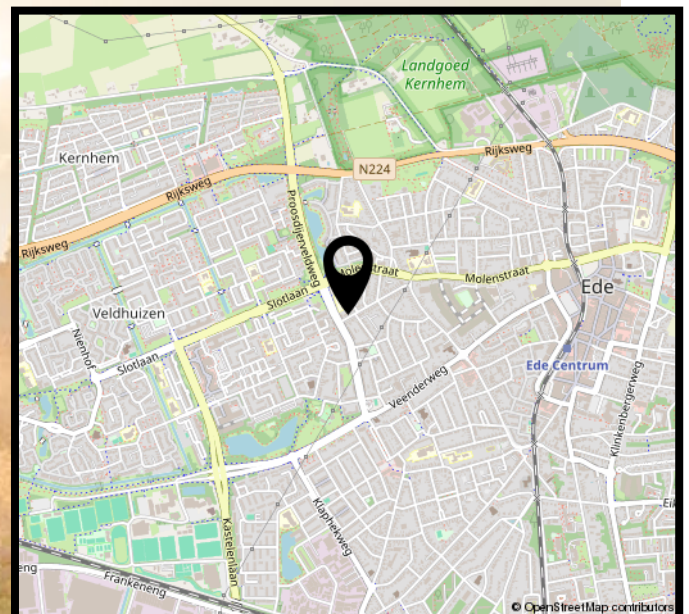 Landgoed
Kernhem
Kernhem
Rijksweg
N224
Rijksweg
Rijksweg
Proosdijerveldweg
Molenstraat
Molenstraat
Ede
Slotlaan
Veldhuizen
Nienhof
Slotlaan
Ede Centrum
Klinkenbergerweg
Veenderweg
Klaphekweg
Kastelenlaan
Frankeneng
© OpenStreetMap contributors